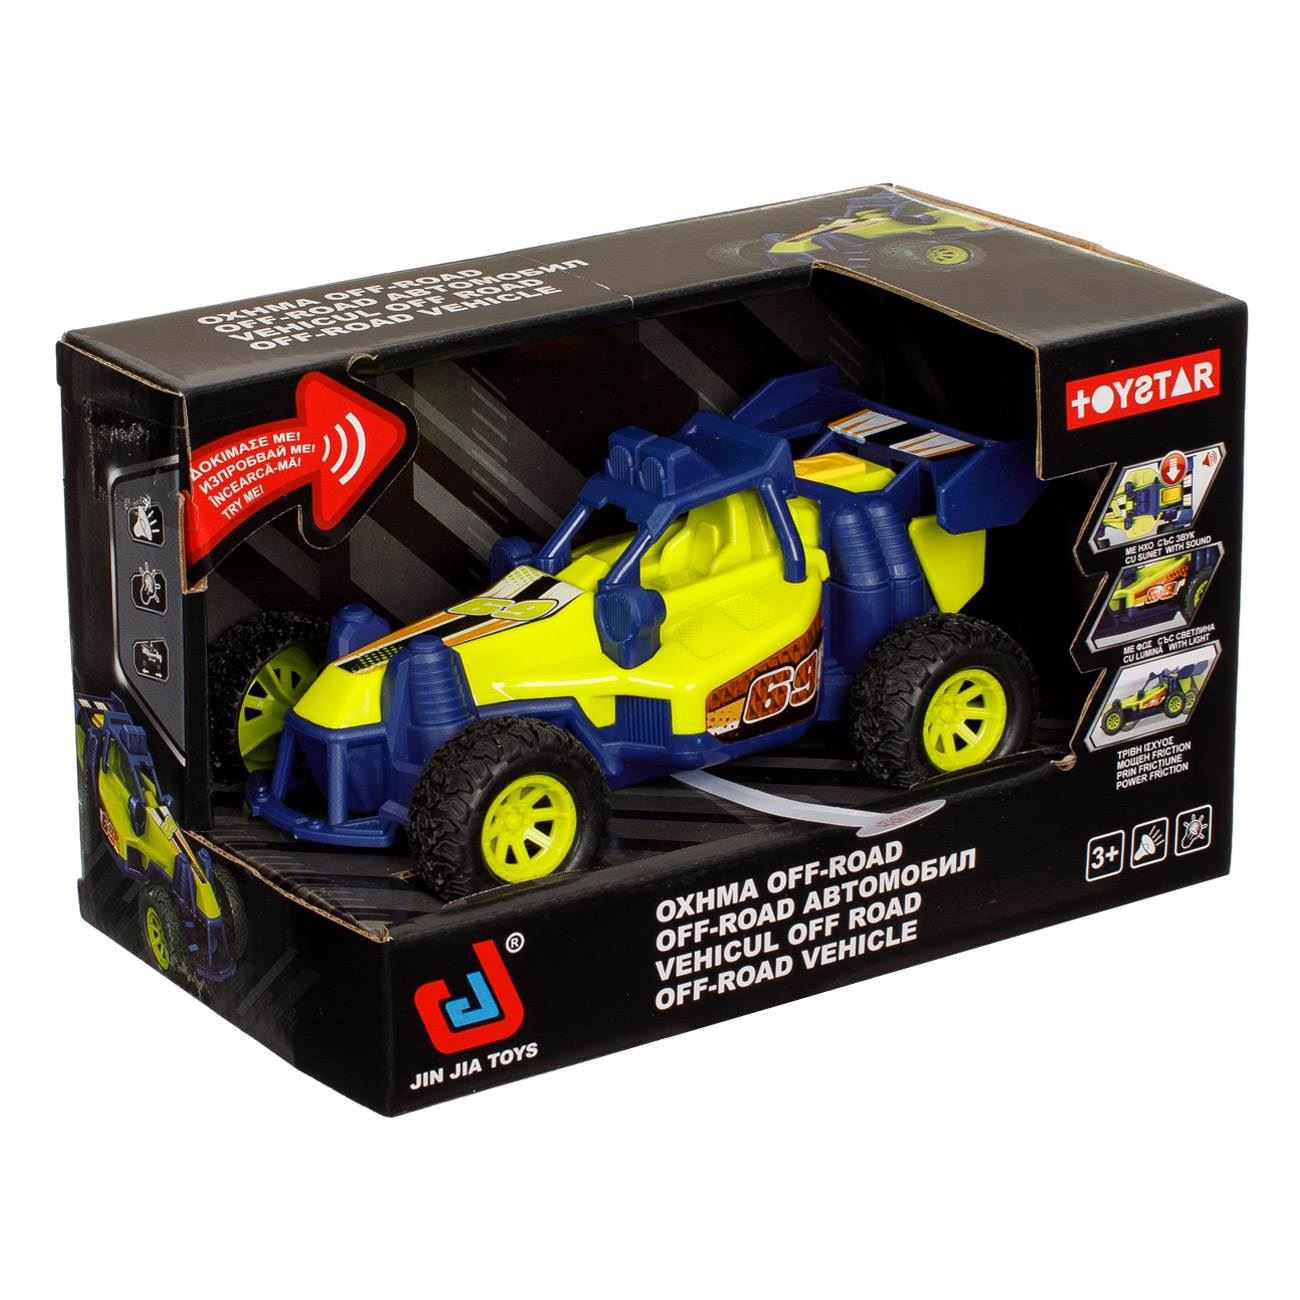 ΟΧΗΜΑ OFF-ROAD
OFF-ROAD АВТОМОБИЛ
VEHICUL OFF ROAD
OFF-ROAD VEHICLE
ΔΟΚΙΜΑΣΕ ΜΕ!
ИЗПРОБВАЙ МЕ!
ÎNCEARCĂ-MĂ!
TRY ME!
TOYSTAR
ΜΕ ΗΧΟ СЪС ЗВУК
CU SUNET WITH SOUND
69
69
ΜΕ ΦΩΣ СЪС СВЕТЛИНА
CU LUMINĂ WITH LIGHT
ΤΡΙΒΗ ΙΣΧΥΟΣ
МОЩЕН FRICTION
PRIN FRICȚIUNE
POWER FRICTION
3+
ΟΧΗΜΑ OFF-ROAD
OFF-ROAD АВТОМОБИЛ
VEHICUL OFF ROAD
OFF-ROAD VEHICLE
®
JIN JIA TOYS